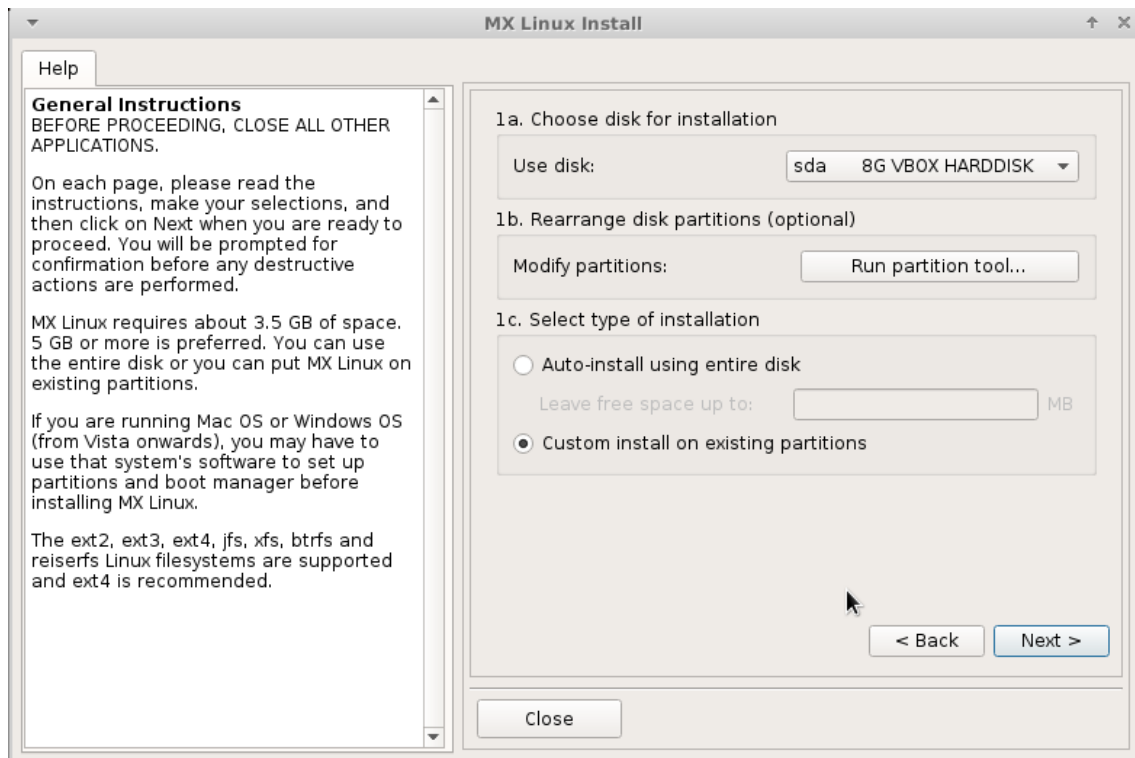 MX Linux Install
Help
General Instructions
BEFORE PROCEEDING, CLOSE ALL OTHER
APPLICATIONS.
On each page, please read the
instructions, make your selections, and
then click on Next when you are ready to
proceed. You will be prompted for
confirmation before any destructive
actions are performed.
MX Linux requires about 3.5 GB of space.
5 GB or more is preferred. You can use
the entire disk or you can put MX Linux on
existing partitions.
If you are running Mac OS or Windows OS
(from Vista onwards), you may have to
use that system's software to set up
partitions and boot manager before
installing MX Linux.
The ext2, ext3, ext4, jfs, xfs, btrfs and
reiserfs Linux filesystems are supported
and ext4 is recommended.
1a. Choose disk for installation
Use disk: sda 8G VBOX HARDDISK
1b. Rearrange disk partitions (optional)
Modify partitions: Run partition tool...
1c. Select type of installation
Auto-install using entire disk
Leave free space up to: MB
Custom install on existing partitions
< Back Next >
Close